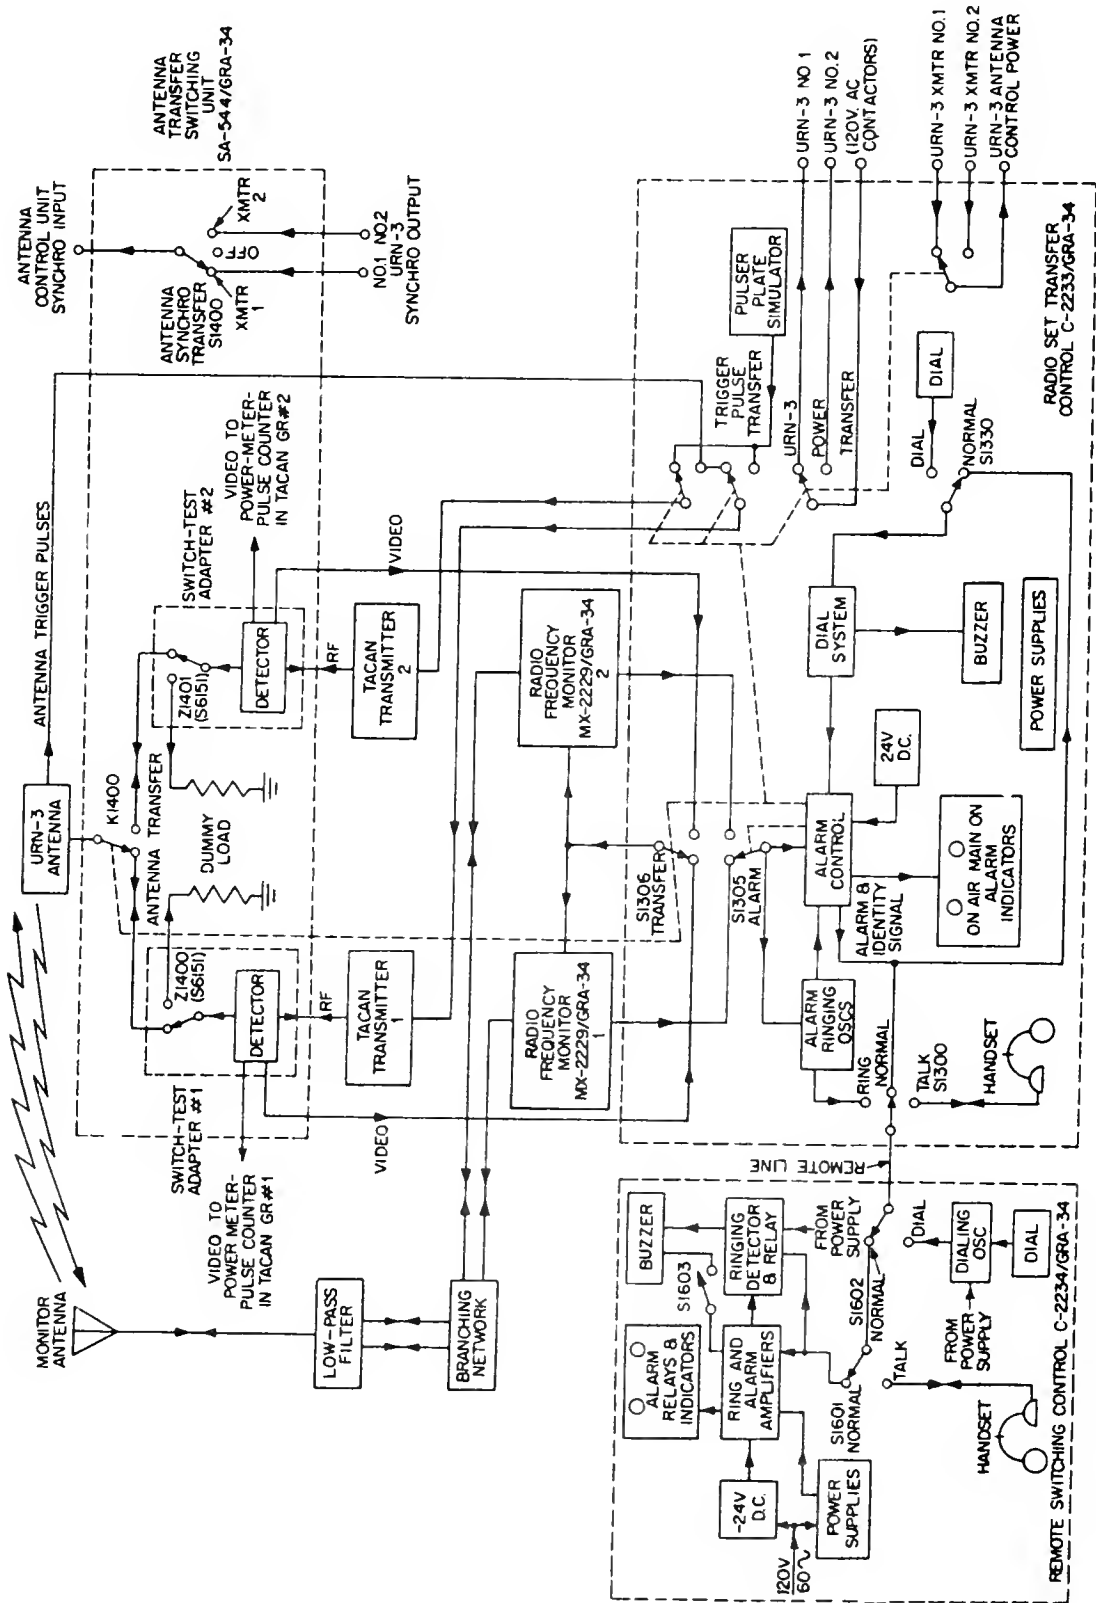 MONITOR
ANTENNA
URN-3
ANTENNA
ANTENNA TRIGGER PULSES
ANTENNA
CONTROL UNIT
SYNCHRO INPUT
ANTENNA
TRANSFER
SWITCHING
UNIT
SA-544/GRA-34
K1400
ANTENNA TRANSFER
DUMMY
LOAD
Z1400
(S6151)
DETECTOR
SWITCH-TEST
ADAPTER #1
VIDEO TO
POWER METER-
PULSE COUNTER
IN TACAN GR#1
Z1401
(S6151)
DETECTOR
SWITCH-TEST
ADAPTER #2
VIDEO TO
POWER-METER-
PULSE COUNTER
IN TACAN GR#2
ANTENNA
SYNCHRO
TRANSFER
S1400
XMTR
1
OFF
XMTR
2
NO.1 NO.2
URN-3
SYNCHRO OUTPUT
LOW-PASS
FILTER
BRANCHING
NETWORK
RF
TACAN
TRANSMITTER
1
VIDEO
RF
TACAN
TRANSMITTER
2
VIDEO
RADIO
FREQUENCY
MONITOR
MX-2229/GRA-34
1
RADIO
FREQUENCY
MONITOR
MX-2229/GRA-34
2
PULSER
PLATE
SIMULATOR
TRIGGER
PULSE
TRANSFER
URN-3
POWER
TRANSFER
URN-3 NO 1
URN-3 NO.2
(120V. AC
CONTACTORS)
URN-3 XMTR NO.1
URN-3 XMTR NO.2
URN-3 ANTENNA
CONTROL POWER
S1306
TRANSFER
S1305
ALARM
ALARM
CONTROL
ALARM &
IDENTITY
SIGNAL
ALARM
RINGING
OSCS
DIAL
SYSTEM
BUZZER
24V
D.C.
ON AIR MAIN ON
ALARM
INDICATORS
POWER SUPPLIES
DIAL
DIAL
NORMAL
S1330
RING
NORMAL
TALK
S1300
HANDSET
RADIO SET TRANSFER
CONTROL C-2233/GRA-34
REMOTE LINE
BUZZER
S1603
ALARM
RELAYS &
INDICATORS
RINGING
DETECTOR
& RELAY
RING AND
ALARM
AMPLIFIERS
FROM
POWER
SUPPLY
-24V
D.C.
120V
60~
POWER
SUPPLIES
S1601
NORMAL
TALK
S1602
NORMAL
DIAL
DIALING
OSC
DIAL
FROM
POWER
SUPPLY
HANDSET
REMOTE SWITCHING CONTROL C-2234/GRA-34